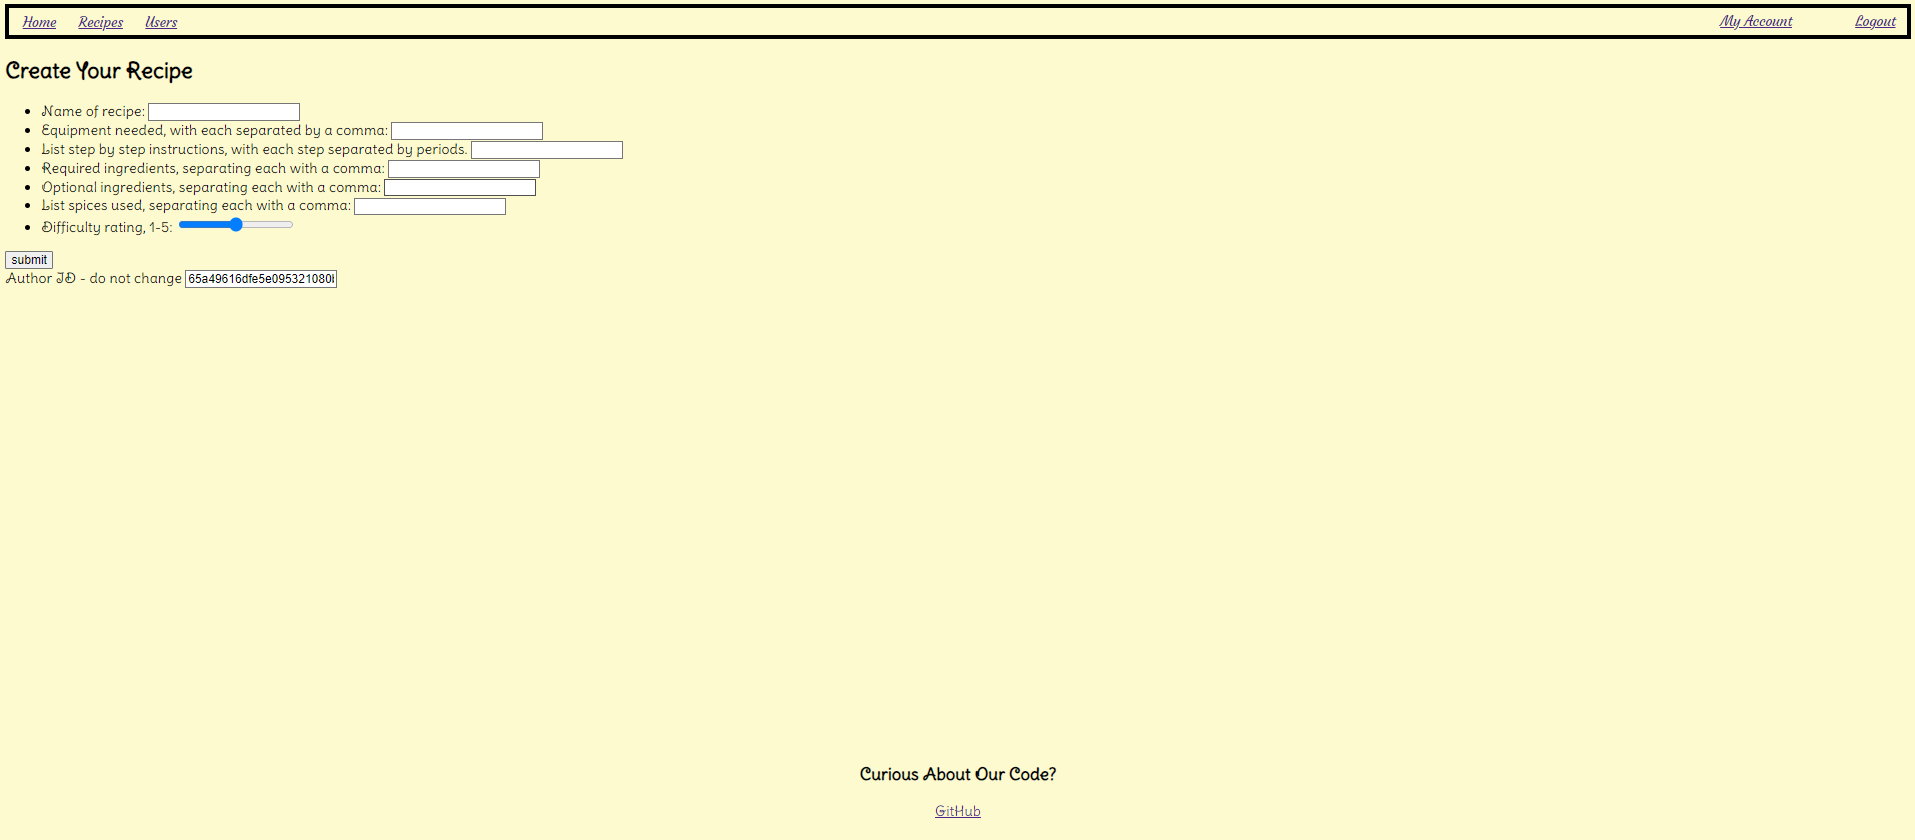 Home Recipes Users My Account Logout
Create Your Recipe
Name of recipe:
Equipment needed, with each separated by a comma:
List step by step instructions, with each step separated by periods.
Required ingredients, separating each with a comma:
Optional ingredients, separating each with a comma:
List spices used, separating each with a comma:
Difficulty rating, 1-5:
submit
Author ID - do not change 65a49616dfe5e095321080
Curious About Our Code?
GitHub